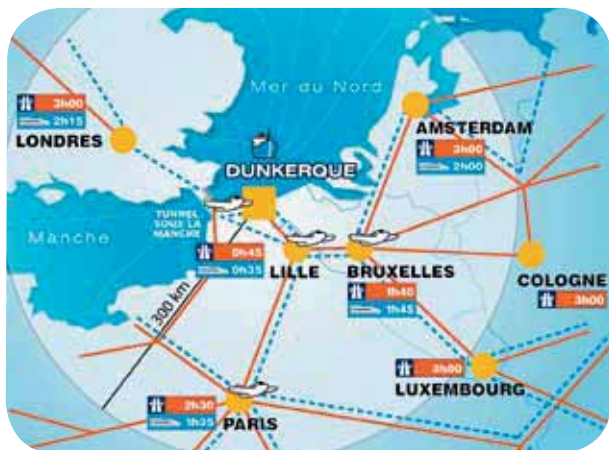 Mer du Nord
3h00
2h15
LONDRES
AMSTERDAM
3h00
2h00
DUNKERQUE
TUNNEL
SOUS LA
MANCHE
Manche
0h45
0h35
LILLE
BRUXELLES
1h40
1h45
COLOGNE
3h00
300 km
3h00
LUXEMBOURG
2h30
1h35
PARIS